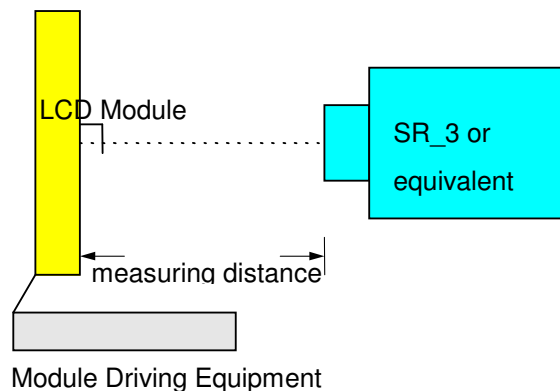 LCD Module
SR_3 or
equivalent
measuring distance
Module Driving Equipment